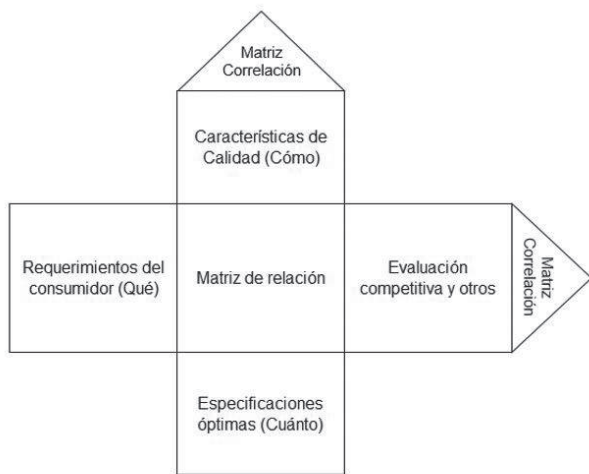 Matriz
Correlación
Características de
Calidad (Cómo)
Requerimientos del
consumidor (Qué)
Matriz de relación
Evaluación
competitiva y otros
Matriz
Correlación
Especificaciones
óptimas (Cuánto)